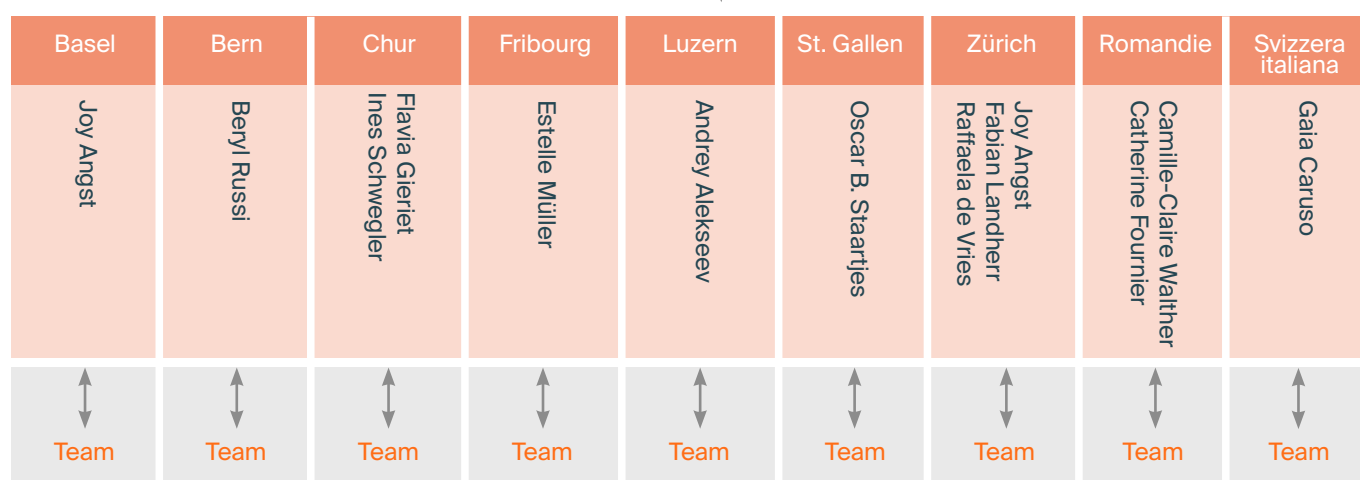 Basel
Bern
Chur
Fribourg
Luzern
St. Gallen
Zürich
Romandie
Svizzera
italiana
Joy Angst
Beryl Russi
Flavia Gieriet
Ines Schwegler
Estelle Müller
Andrey Alekseev
Oscar B. Staartjes
Joy Angst
Fabian Landherr
Raffaela de Vries
Camille-Claire Walther
Catherine Fournier
Gaia Caruso
Team
Team
Team
Team
Team
Team
Team
Team
Team